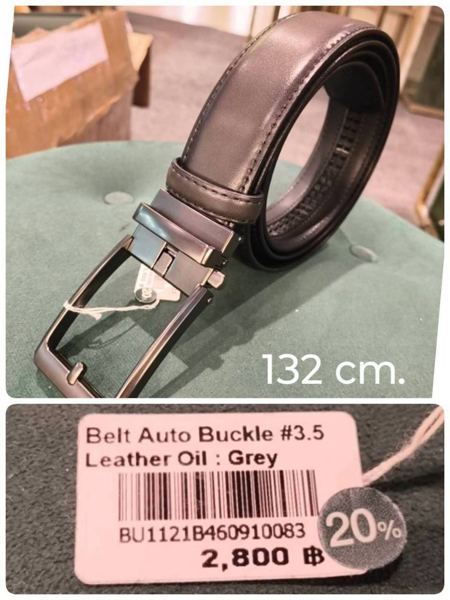 132 cm.
Belt Auto Buckle #3.5
Leather Oil : Grey
BU1121B460910083
20%
2,800 ฿